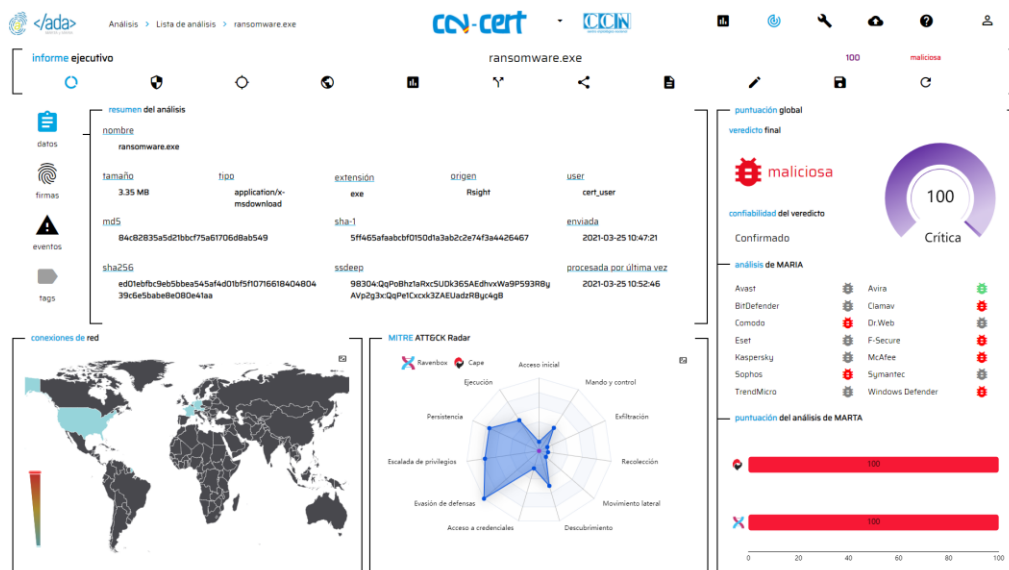 </ada>
Análisis > Lista de análisis > ransomware.exe
ccn-cert
CCN
informe ejecutivo
ransomware.exe
100
maliciosa
datos
firmas
eventos
tags
resumen del análisis
nombre
ransomware.exe
tamaño
tipo
extensión
origen
user
3.35 MB
application/x-
msdownload
exe
Rsight
cert_user
md5
sha-1
enviada
84c82835a5d21bbcf75a61706d8ab549
5ff465afaabcbf0150d1a3ab2c2e74f3a4426467
2021-03-25 10:47:21
sha256
ssdeep
procesada por última vez
ed01ebfbc9eb5bbea545af4d01bf5f10716618404804
39c6e5babe8e080e41aa
98304:QqPoBhz1aRxcSUDk36SAEdhvxWa9P593R8y
AVp2g3x:QqPe1Cxcxk3ZAEUadzR8yc4gB
2021-03-25 10:52:46
puntuación global
veredicto final
maliciosa
100
Crítica
confiabilidad del veredicto
Confirmado
análisis de MARIA
Avast
Avira
BitDefender
Clamav
Comodo
Dr.Web
Eset
F-Secure
Kaspersky
McAfee
Sophos
Symantec
TrendMicro
Windows Defender
puntuación del análisis de MARTA
100
100
0
20
40
60
80
100
conexiones de red
MITRE ATT&CK Radar
Ravenbox
Cape
Acceso inicial
Ejecución
Mando y control
Persistencia
Exfiltración
Escalada de privilegios
Recolección
Evasión de defensas
Movimiento lateral
Acceso a credenciales
Descubrimiento